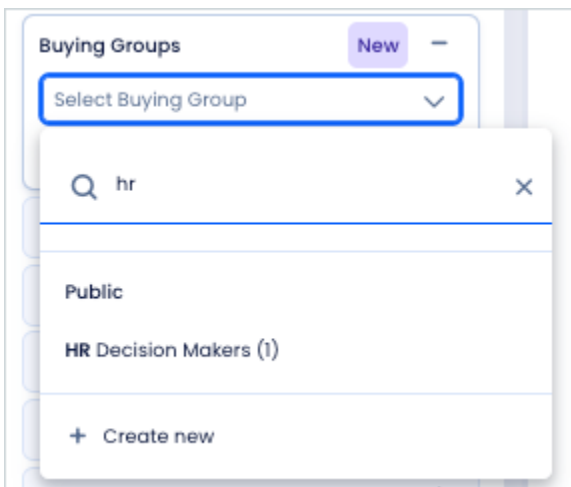 Buying Groups New
Select Buying Group
hr
Public
HR Decision Makers (1)
+ Create new